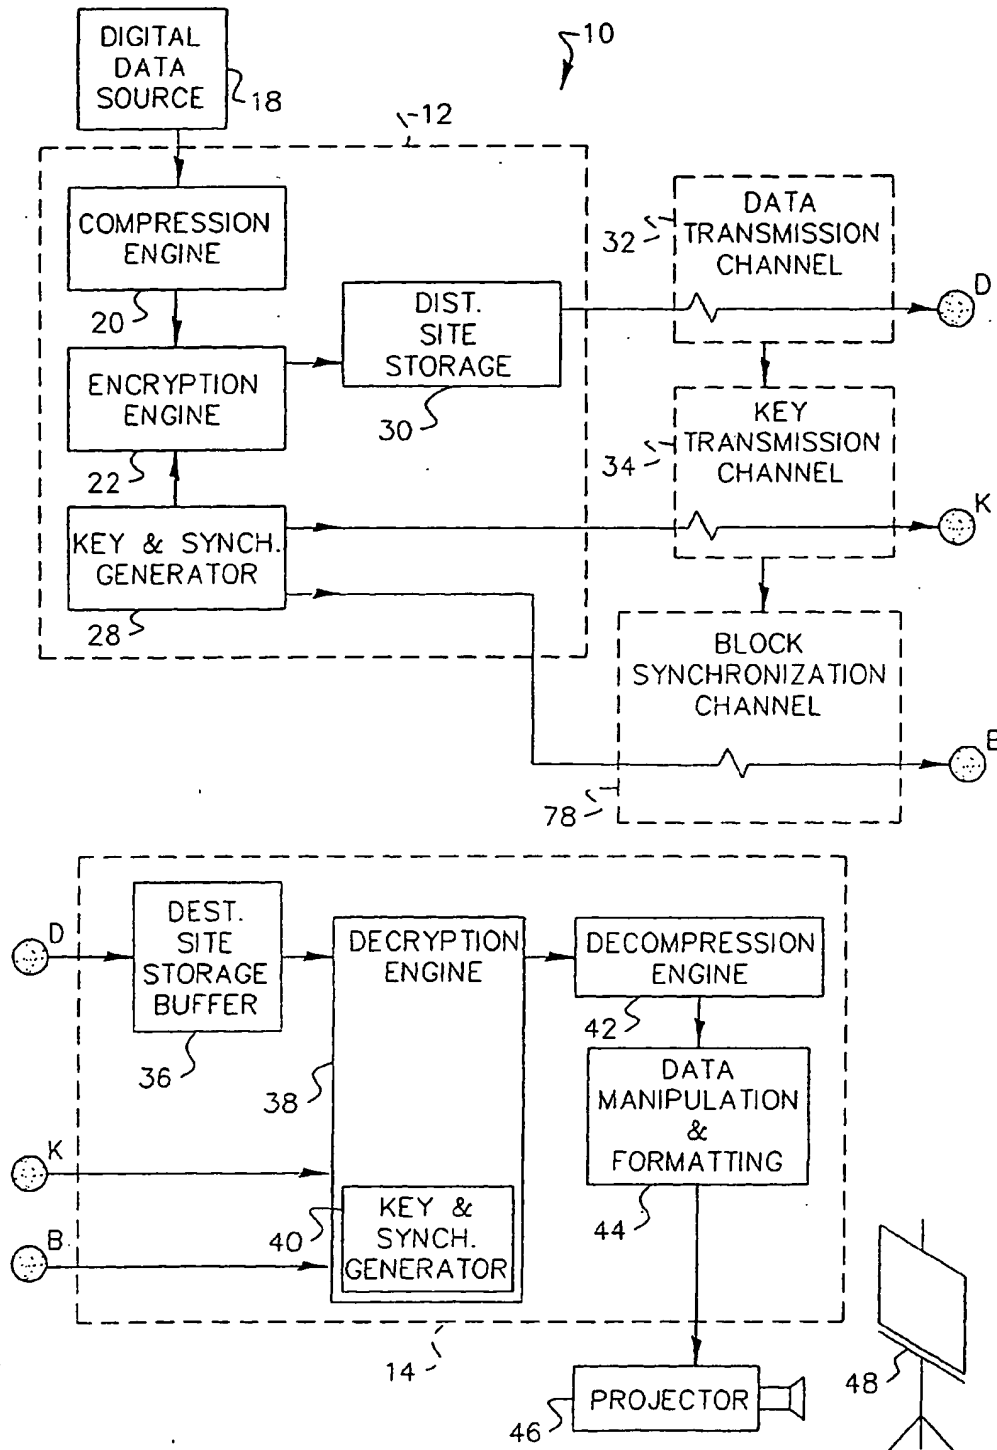 DIGITAL
DATA
SOURCE
18
10
12
COMPRESSION
ENGINE
20
ENCRYPTION
ENGINE
22
KEY & SYNCH.
GENERATOR
28
DIST.
SITE
STORAGE
30
DATA
TRANSMISSION
CHANNEL
32
D
KEY
TRANSMISSION
CHANNEL
34
K
BLOCK
SYNCHRONIZATION
CHANNEL
78
B
D
DEST.
SITE
STORAGE
BUFFER
36
DECRYPTION
ENGINE
38
K
B
KEY &
SYNCH.
GENERATOR
40
DECOMPRESSION
ENGINE
42
DATA
MANIPULATION
&
FORMATTING
44
14
PROJECTOR
46
48